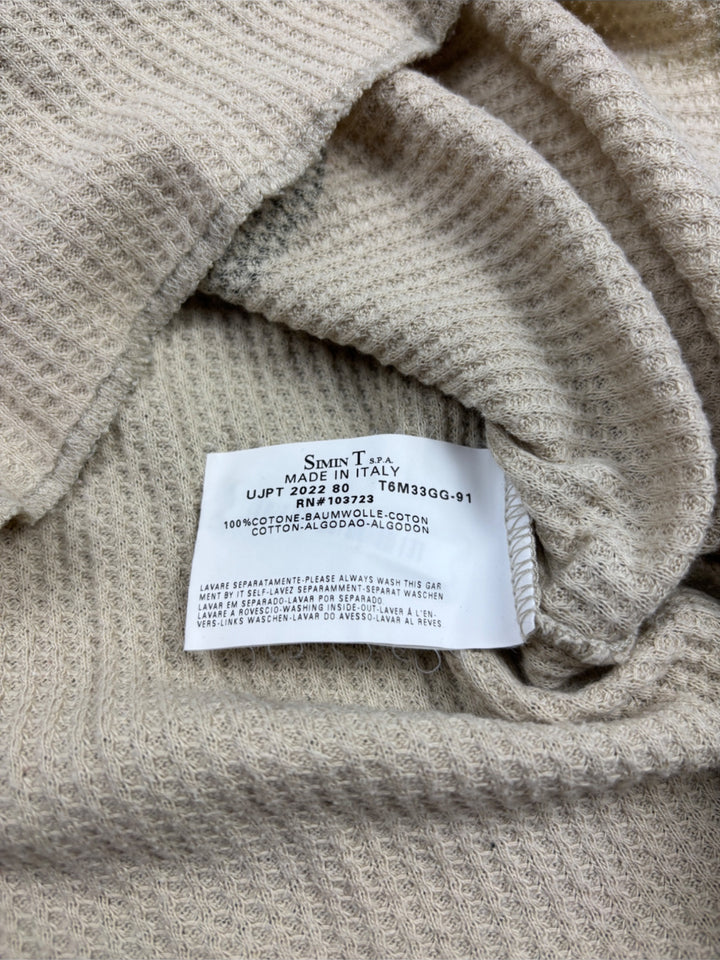 SIMIN T S.P.A.
MADE IN ITALY
UJPT 2022 80 T6M33GG-91
RN#103723
100%COTONE-BAUMWOLLE-COTON
COTTON-ALGODAO-ALGODON
LAVARE SEPARATAMENTE-PLEASE ALWAYS WASH THIS GAR
MENT BY IT SELF-LAVEZ SEPARAMMENT-SEPARAT WASCHEN
LAVAR EM SEPARADO-LAVAR POR SEPARADO
LAVARE A ROVESCIO-WASHING INSIDE-OUT-LAVER Á L'EN-
VERS-LINKS WASCHEN-LAVAR DO AVESSO-LAVAR AL REVES